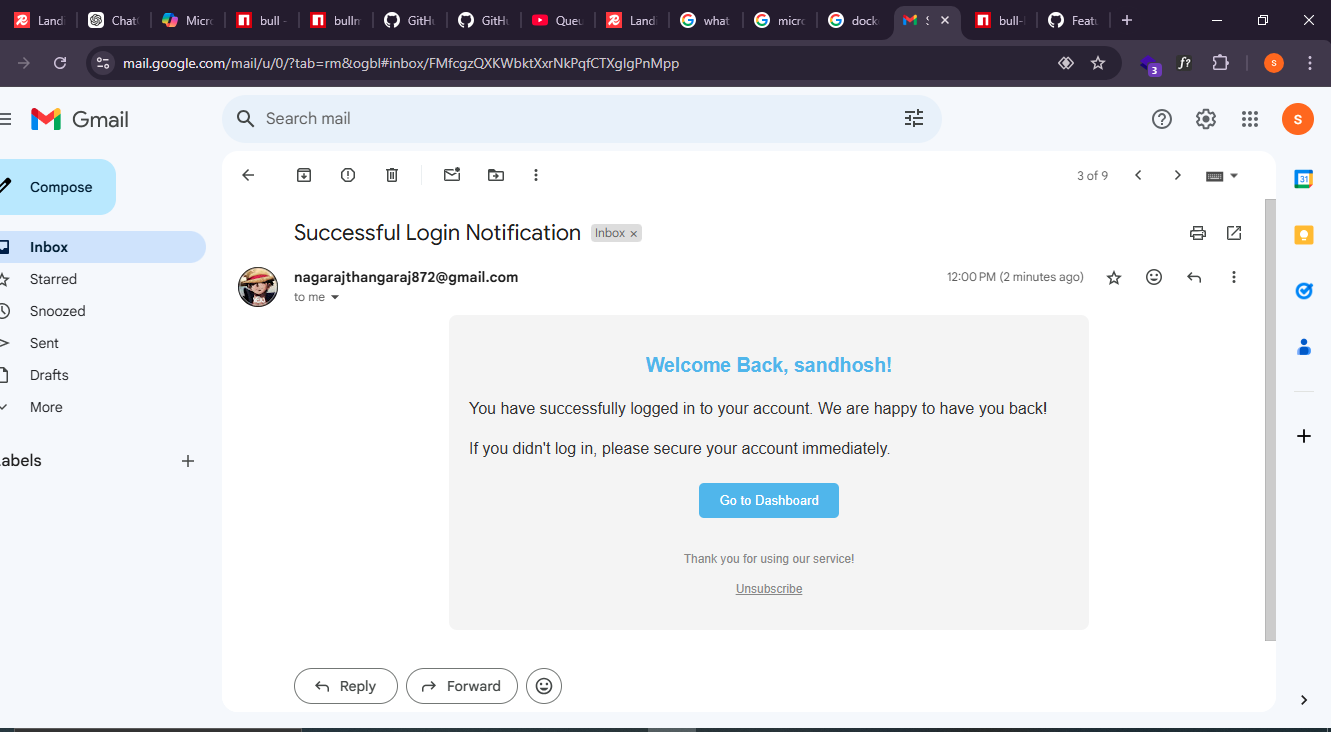 Landi
Chat
Micro
bull -
bullm
GitHu
GitHu
Queu
Landi
what
micro
dock
S
bull-
Featu
mail.google.com/mail/u/0/?tab=rm&ogbl#inbox/FMfcgzQXKWbktXxrNkPqfCTXglgPnMpp
3
f?
s
Gmail
Search mail
s
Compose
3 of 9
31
Successful Login Notification
Inbox ×
Inbox
Starred
Snoozed
Sent
Drafts
More
abels
nagarajthangaraj872@gmail.com
12:00 PM (2 minutes ago)
to me
Welcome Back, sandhosh!
You have successfully logged in to your account. We are happy to have you back!
If you didn't log in, please secure your account immediately.
Go to Dashboard
Thank you for using our service!
Unsubscribe
Reply
Forward